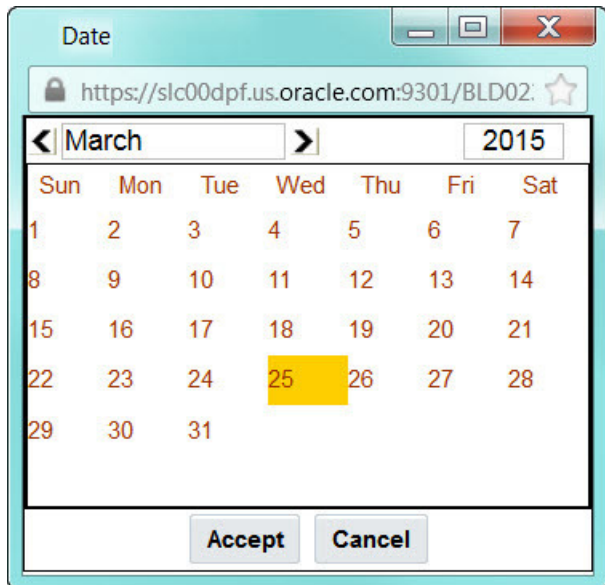 Date
https://slc00dpf.us.oracle.com:9301/BLD02
March 2015
Sun Mon Tue Wed Thu Fri Sat
1 2 3 4 5 6 7
8 9 10 11 12 13 14
15 16 17 18 19 20 21
22 23 24 25 26 27 28
29 30 31
Accept Cancel